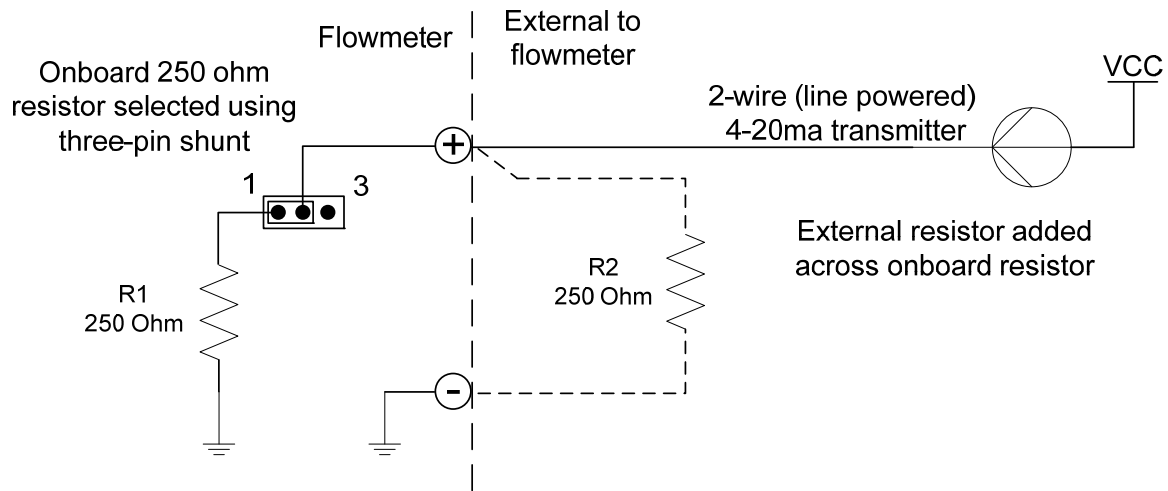 Flowmeter
External to
flowmeter
Onboard 250 ohm
resistor selected using
three-pin shunt
VCC
2-wire (line powered)
4-20ma transmitter
+
1
3
External resistor added
across onboard resistor
R1
250 Ohm
R2
250 Ohm
-